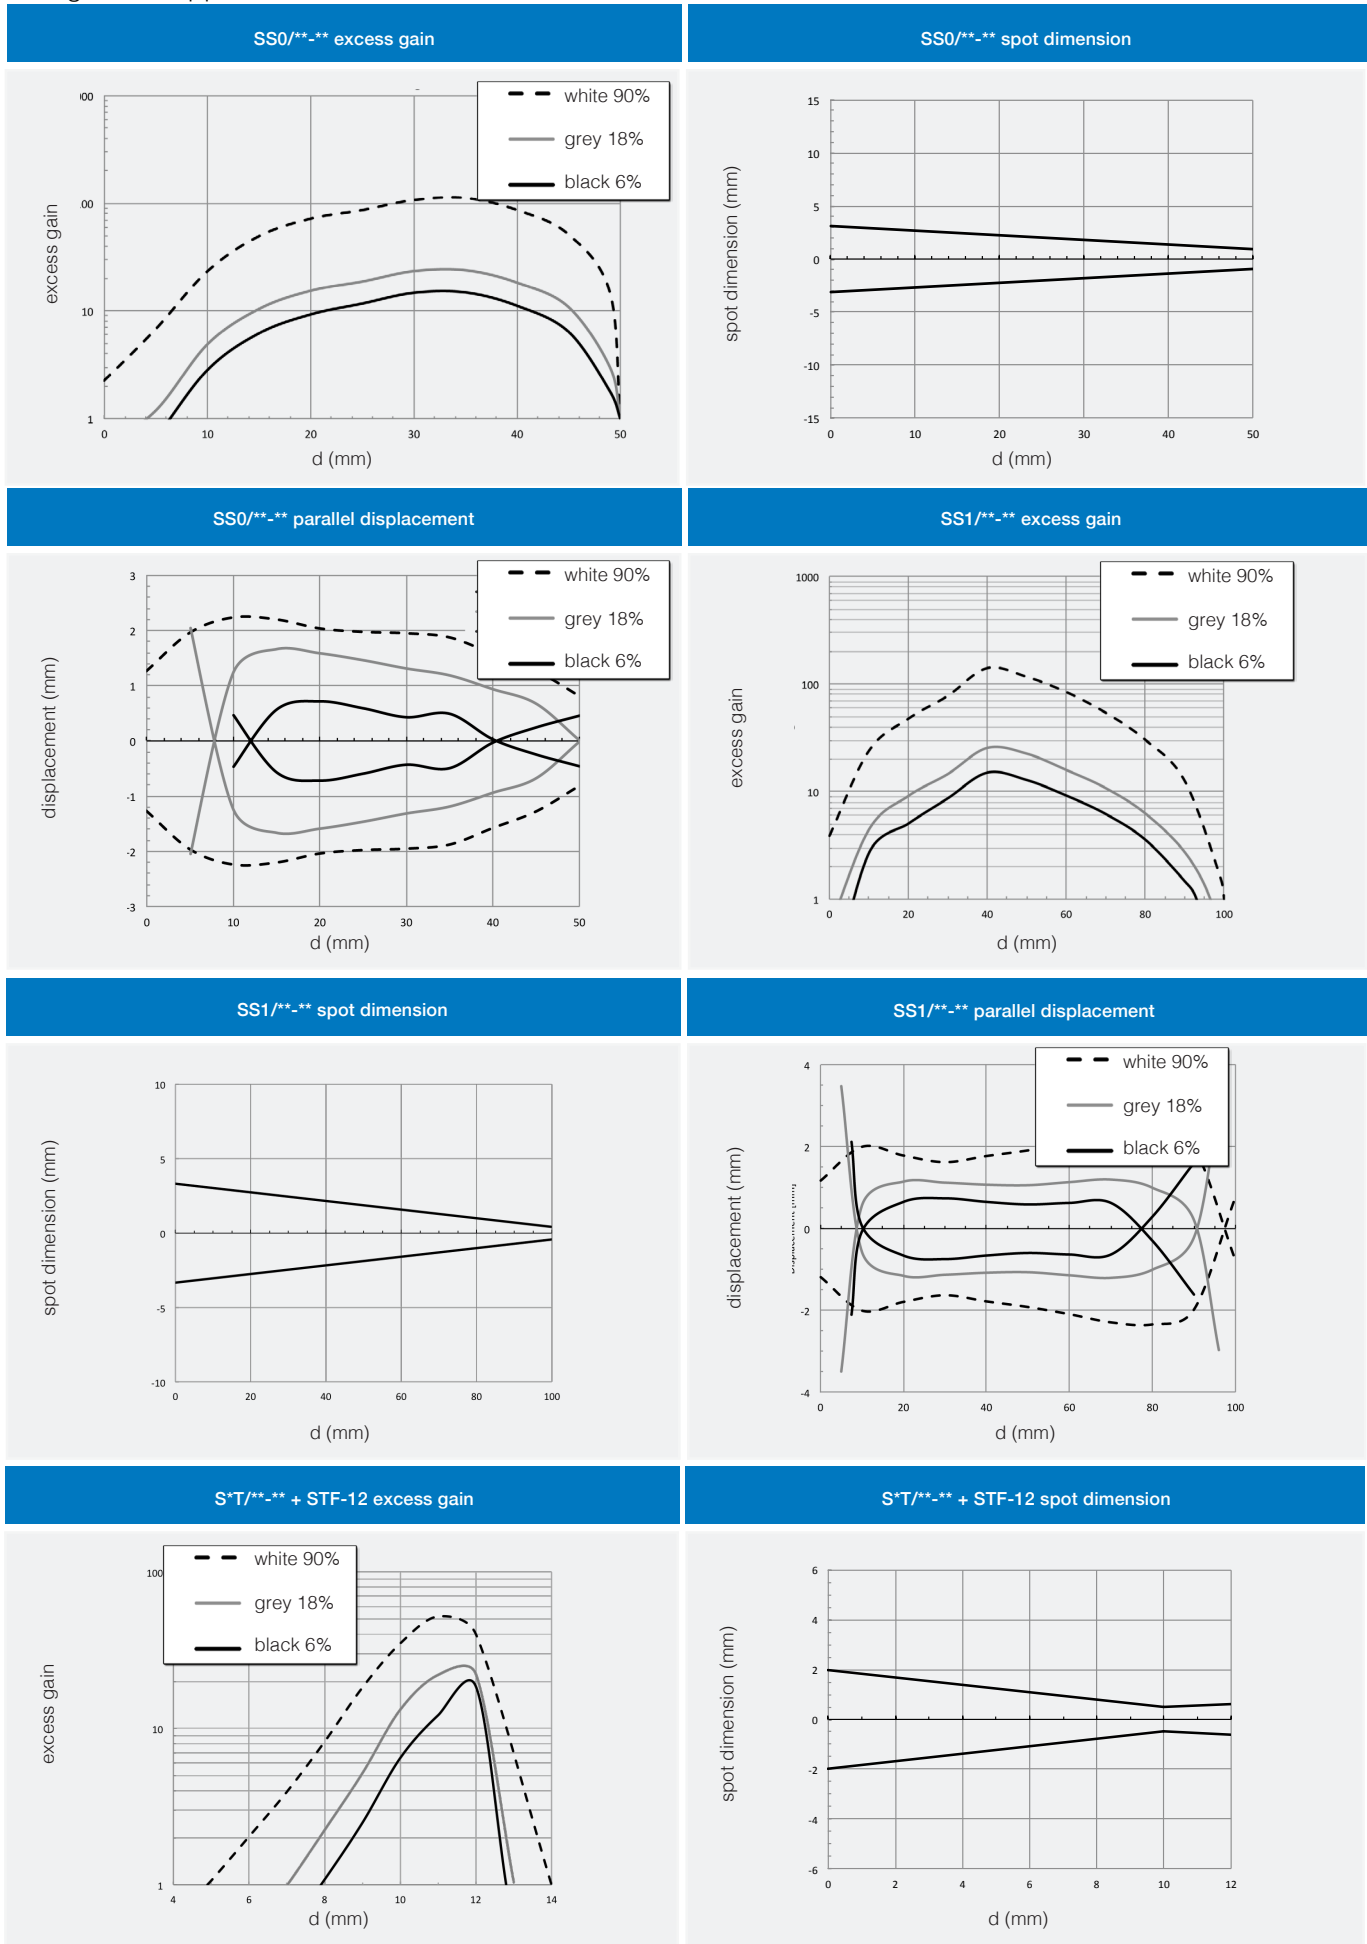 SS0/**-** excess gain
SS0/**-** spot dimension
white 90%
grey 18%
black 6%
excess gain
00
00
10
1
0 10 20 30 40 50
d (mm)
spot dimension (mm)
15
10
5
0
-5
-10
-15
0 10 20 30 40 50
d (mm)
SS0/**-** parallel displacement
SS1/**-** excess gain
white 90%
grey 18%
black 6%
displacement (mm)
3
2
1
0
-1
-2
-3
0 10 20 30 40 50
d (mm)
white 90%
grey 18%
black 6%
excess gain
1000
100
10
1
0 20 40 60 80 100
d (mm)
SS1/**-** spot dimension
SS1/**-** parallel displacement
spot dimension (mm)
10
5
0
-5
-10
0 20 40 60 80 100
d (mm)
white 90%
grey 18%
black 6%
displacement (mm)
4
2
0
-2
-4
0 20 40 60 80 100
d (mm)
S*T/**-** + STF-12 excess gain
S*T/**-** + STF-12 spot dimension
white 90%
grey 18%
black 6%
excess gain
100
10
1
4 6 8 10 12 14
d (mm)
spot dimension (mm)
6
4
2
0
-2
-4
-6
0 2 4 6 8 10 12
d (mm)